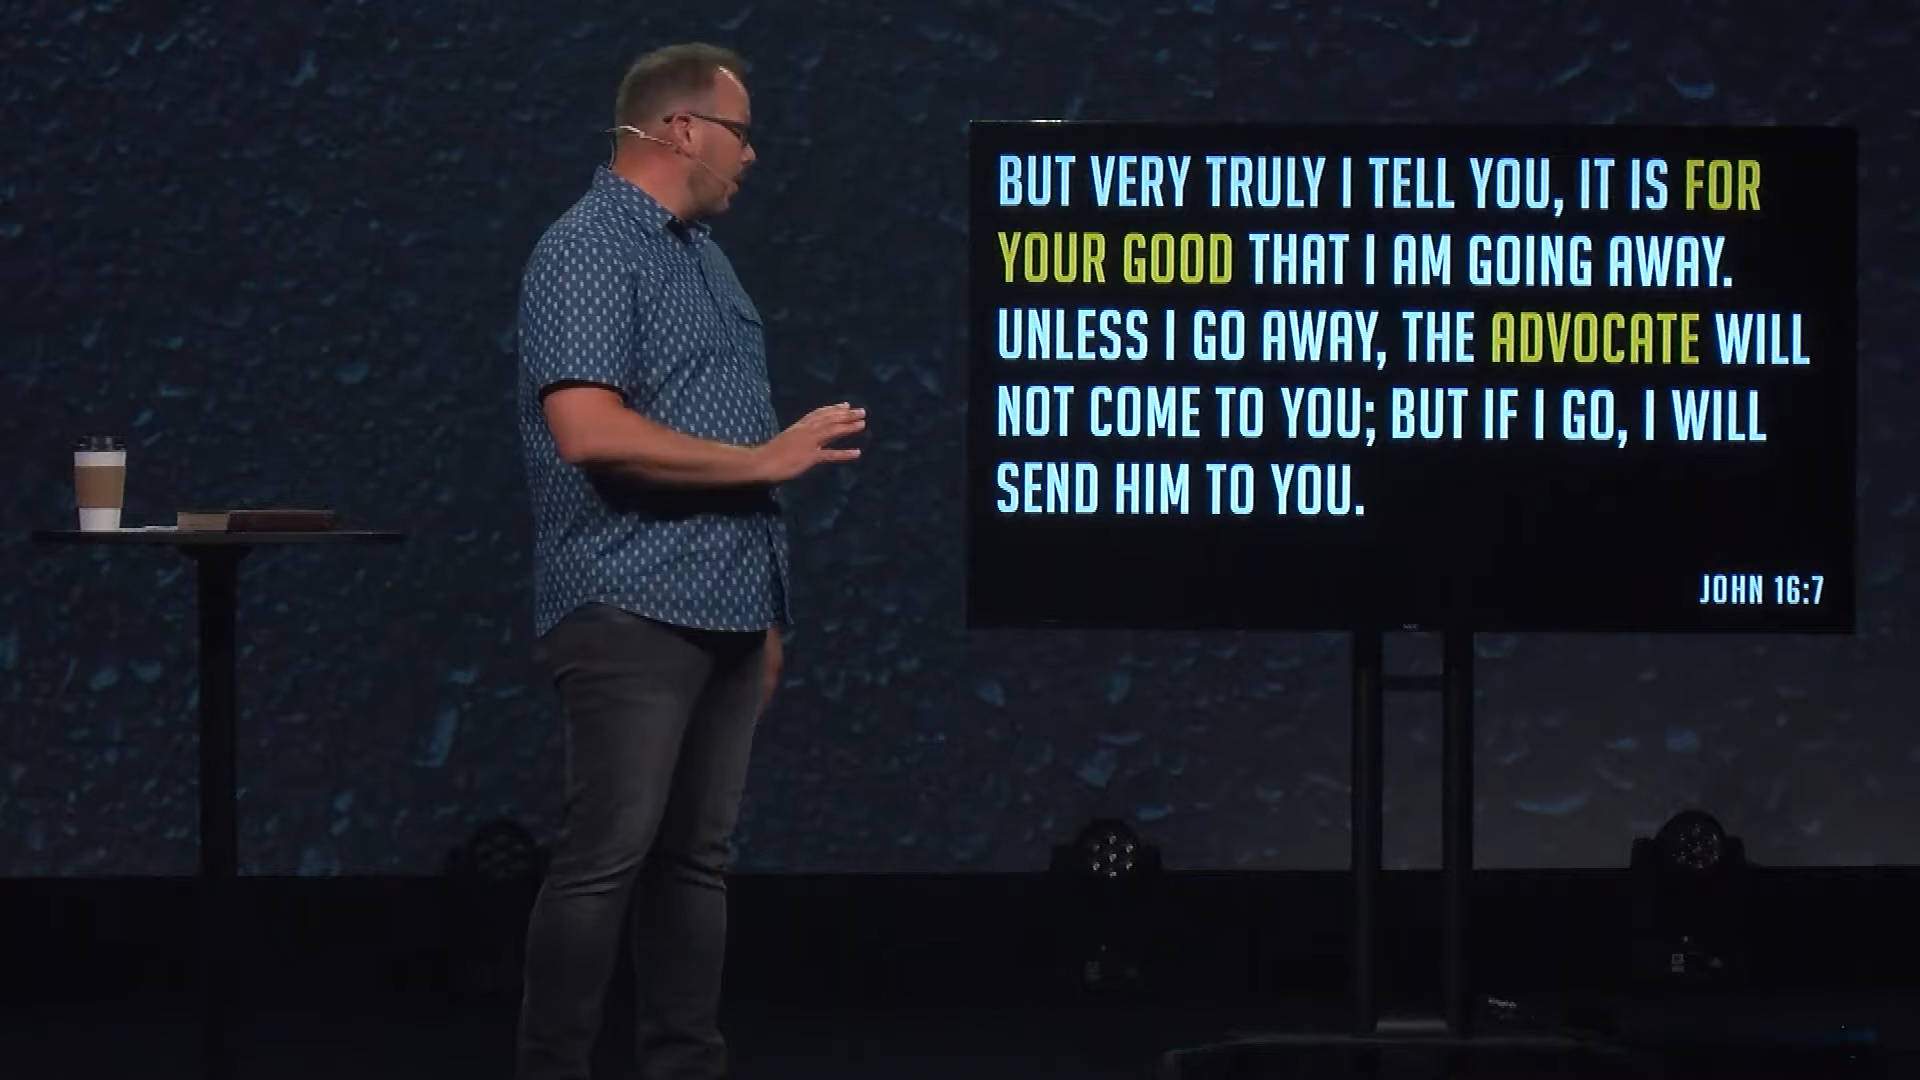 BUT VERY TRULY I TELL YOU, IT IS FOR
YOUR GOOD THAT I AM GOING AWAY.
UNLESS I GO AWAY, THE ADVOCATE WILL
NOT COME TO YOU; BUT IF I GO, I WILL
SEND HIM TO YOU.
JOHN 16:7